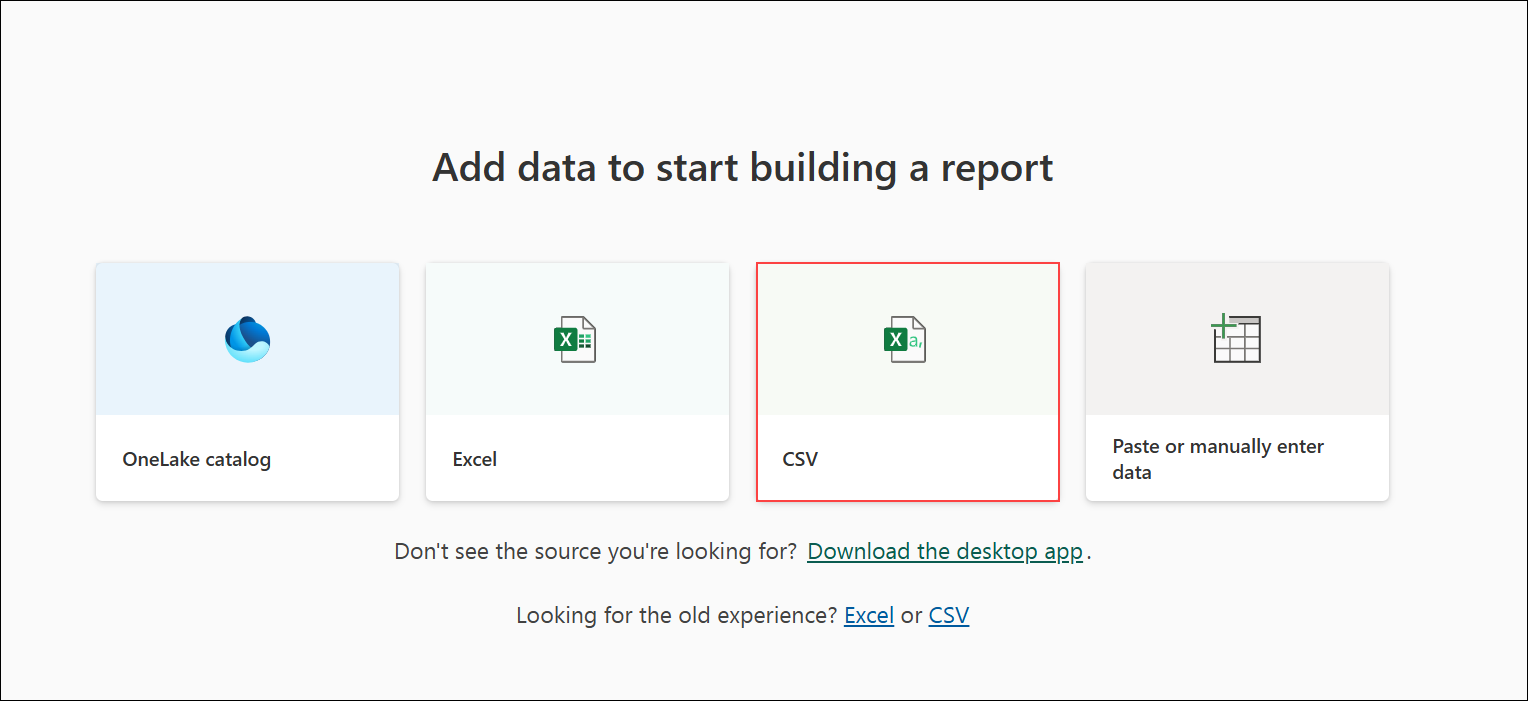 Add data to start building a report
X
X a,
OneLake catalog
Excel
CSV
Paste or manually enter
data
Don't see the source you're looking for? Download the desktop app.
Looking for the old experience? Excel or CSV